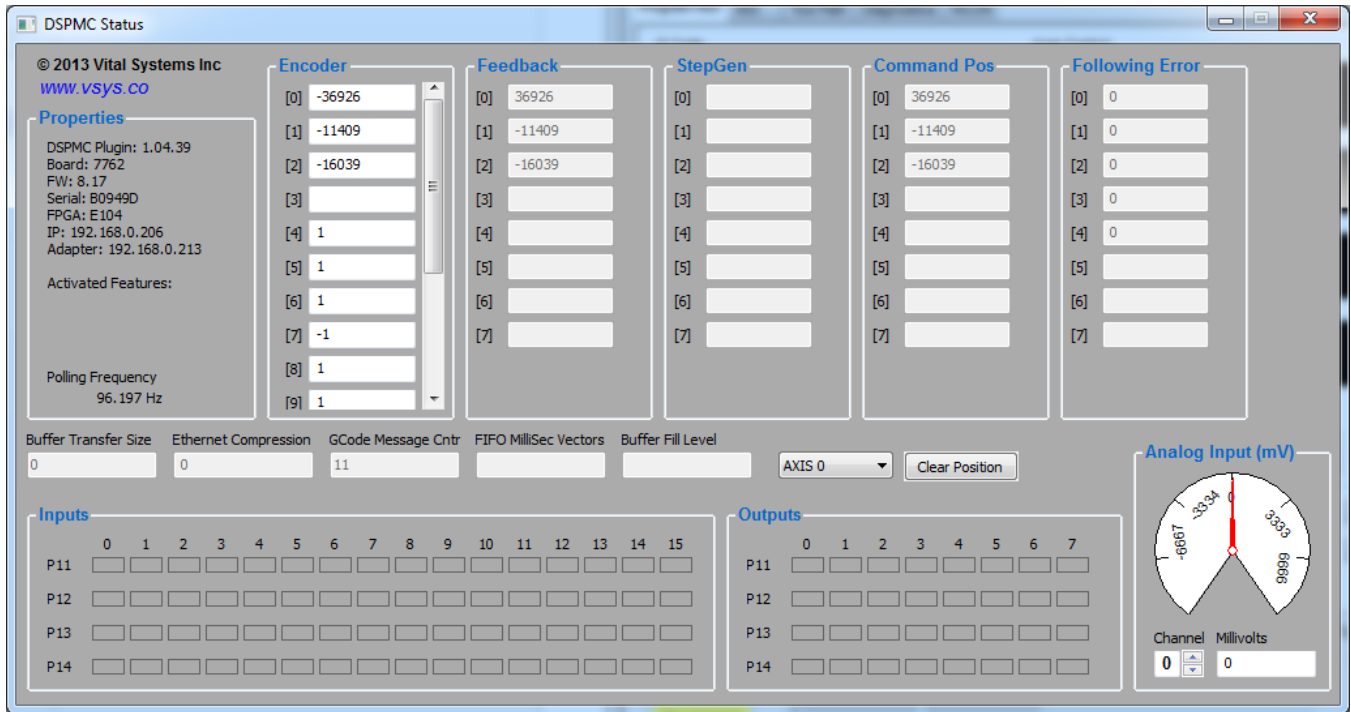 DSPMC Status
© 2013 Vital Systems Inc
www.vsys.co
Properties
DSPMC Plugin: 1.04.39
Board: 7762
FW: 8.17
Serial: B0949D
FPGA: E104
IP: 192.168.0.206
Adapter: 192.168.0.213
Activated Features:
Polling Frequency
96.197 Hz
Encoder
[0] -36926
[1] -11409
[2] -16039
[3]
[4] 1
[5] 1
[6] 1
[7] -1
[8] 1
[9] 1
Feedback
[0] 36926
[1] -11409
[2] -16039
[3]
[4]
[5]
[6]
[7]
StepGen
[0]
[1]
[2]
[3]
[4]
[5]
[6]
[7]
Command Pos
[0] 36926
[1] -11409
[2] -16039
[3]
[4]
[5]
[6]
[7]
Following Error
[0] 0
[1] 0
[2] 0
[3] 0
[4] 0
[5]
[6]
[7]
Buffer Transfer Size Ethernet Compression GCode Message Cntr FIFO MilliSec Vectors Buffer Fill Level
0 0 11
AXIS 0 Clear Position
Inputs
0 1 2 3 4 5 6 7 8 9 10 11 12 13 14 15
P11
P12
P13
P14
Outputs
0 1 2 3 4 5 6 7
P11
P12
P13
P14
Analog Input (mV)
-6667 -3334 0 3333 9999
Channel Millivolts
0 0